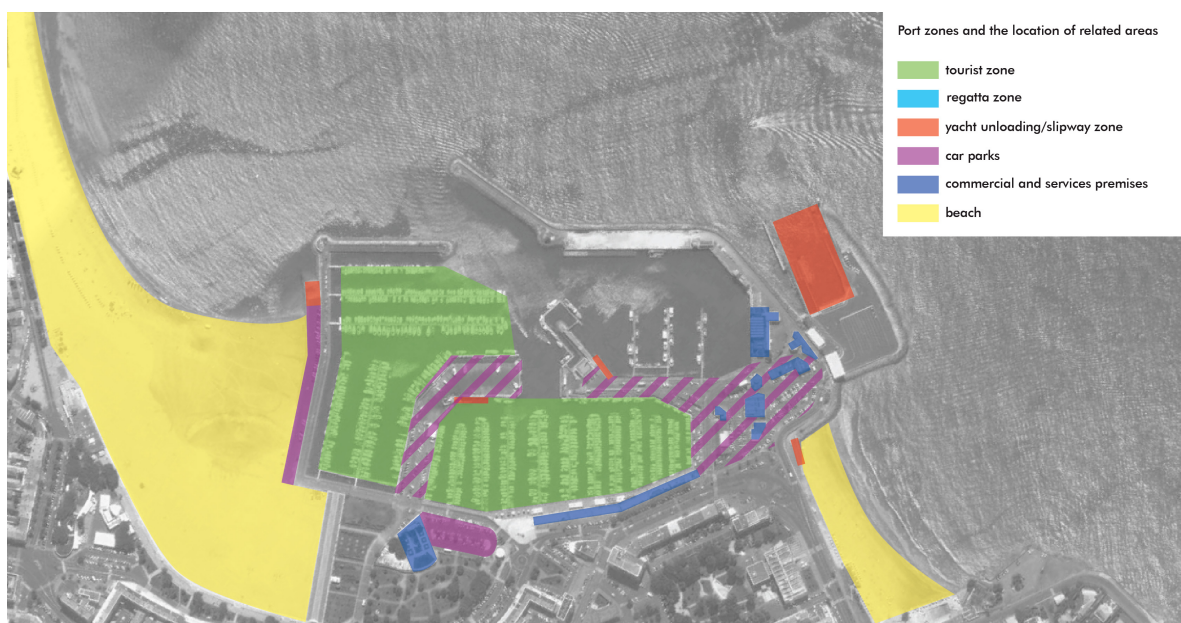 Port zones and the location of related areas
tourist zone
regatta zone
yacht unloading/slipway zone
car parks
commercial and services premises
beach